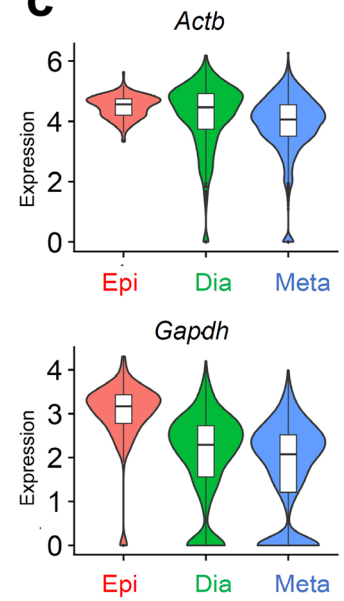 c
Actb
Expression
6
4
2
0
Epi Dia Meta
Gapdh
Expression
4
3
2
1
0
Epi Dia Meta